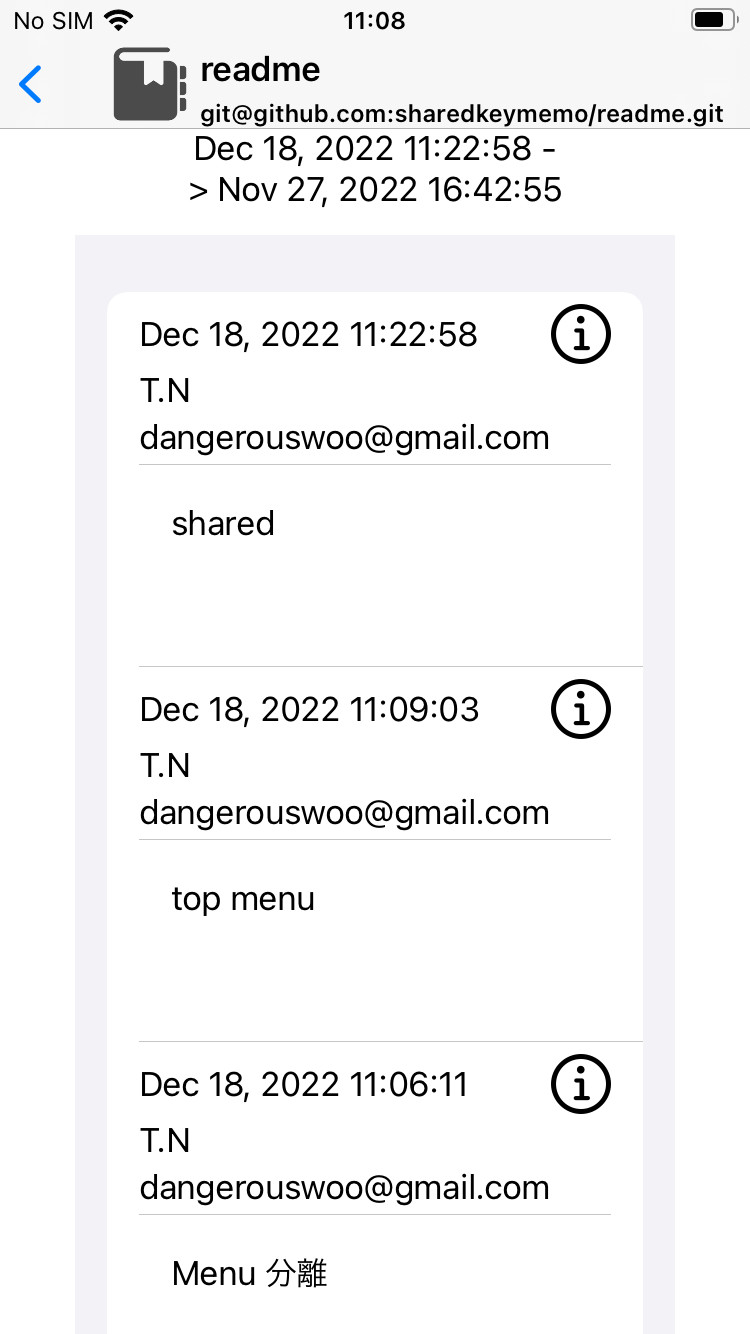 No SIM 11:08
readme
git@github.com:sharedkeymemo/readme.git
Dec 18, 2022 11:22:58 -
> Nov 27, 2022 16:42:55
Dec 18, 2022 11:22:58
T.N
dangerouswoo@gmail.com
shared
Dec 18, 2022 11:09:03
T.N
dangerouswoo@gmail.com
top menu
Dec 18, 2022 11:06:11
T.N
dangerouswoo@gmail.com
Menu 分離